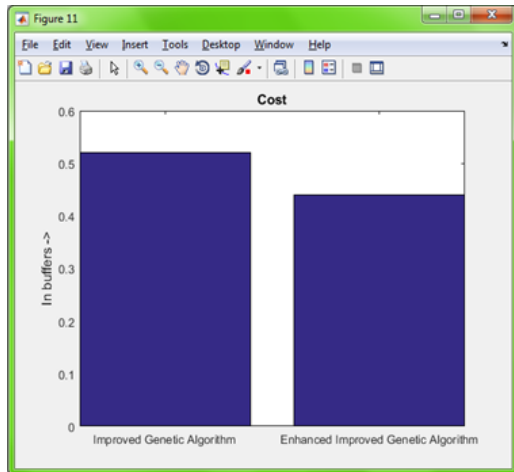 Figure 11
File Edit View Insert Tools Desktop Window Help
Cost
0.6
0.5
0.4
0.3
0.2
0.1
0
In buffers ->
Improved Genetic Algorithm Enhanced Improved Genetic Algorithm